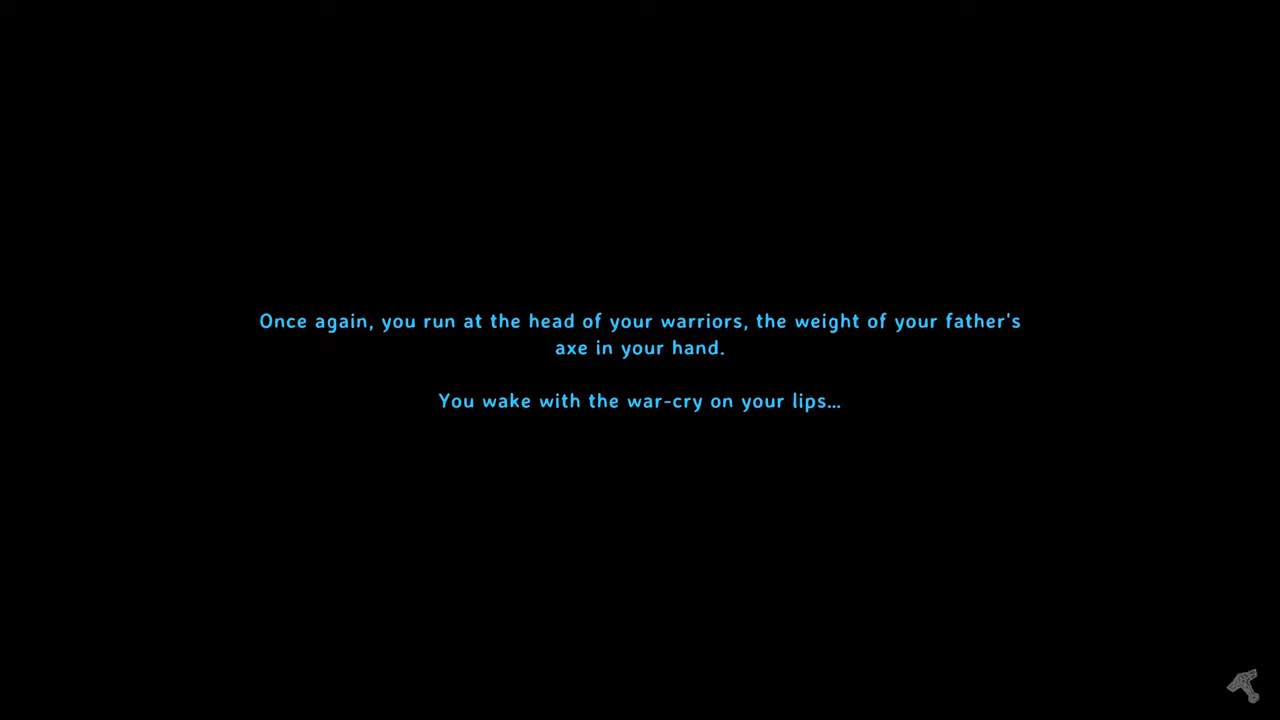 Once again, you run at the head of your warriors, the weight of your father's
axe in your hand.
You wake with the war-cry on your lips...